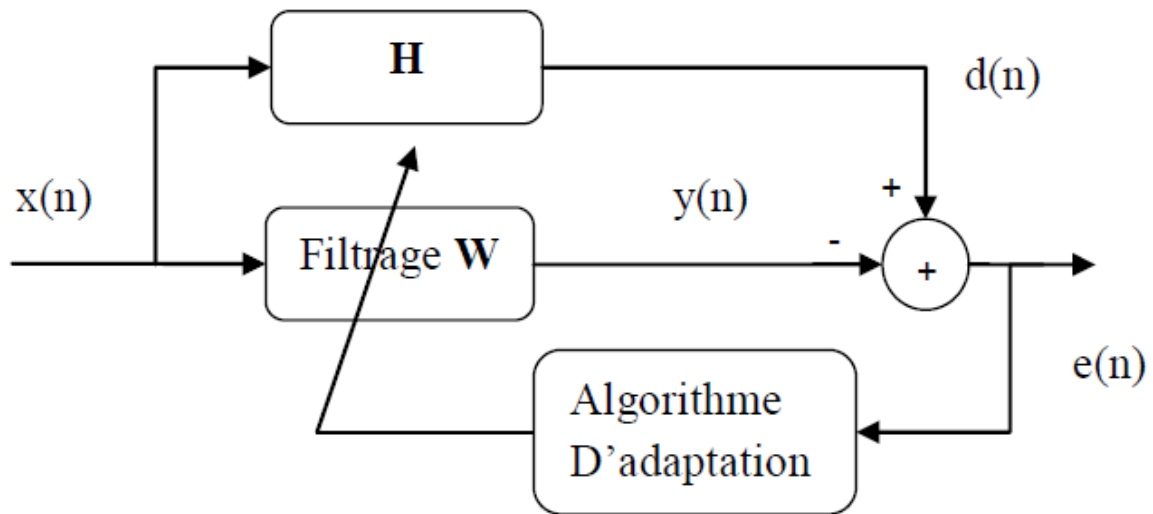 H
d(n)
x(n)
y(n)
+
Filtrage W
-
+
e(n)
Algorithme
D’adaptation